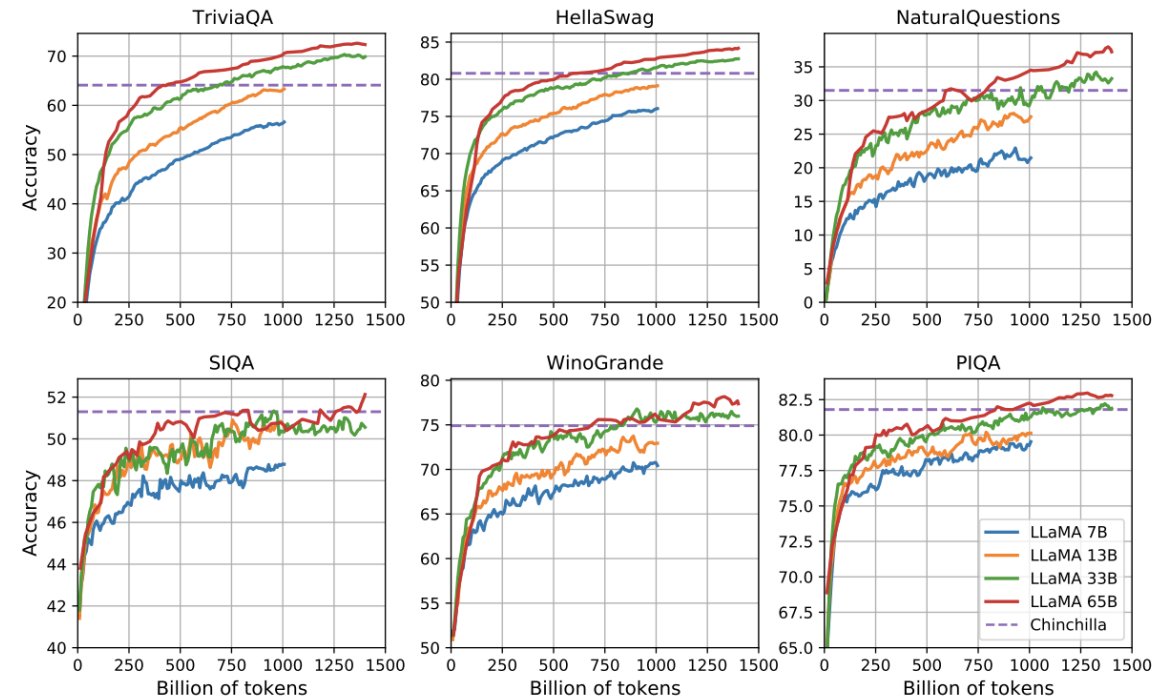 TriviaQA
HellaSwag
NaturalQuestions
Accuracy
70
60
50
40
30
20
0 250 500 750 1000 1250 1500
85
80
75
70
65
60
55
50
0 250 500 750 1000 1250 1500
35
30
25
20
15
10
5
0
0 250 500 750 1000 1250 1500
SIQA
WinoGrande
PIQA
Accuracy
52
50
48
46
44
42
40
0 250 500 750 1000 1250 1500
Billion of tokens
80
75
70
65
60
55
50
0 250 500 750 1000 1250 1500
Billion of tokens
82.5
80.0
77.5
75.0
72.5
70.0
67.5
65.0
0 250 500 750 1000 1250 1500
Billion of tokens
LLaMA 7B
LLaMA 13B
LLaMA 33B
LLaMA 65B
Chinchilla